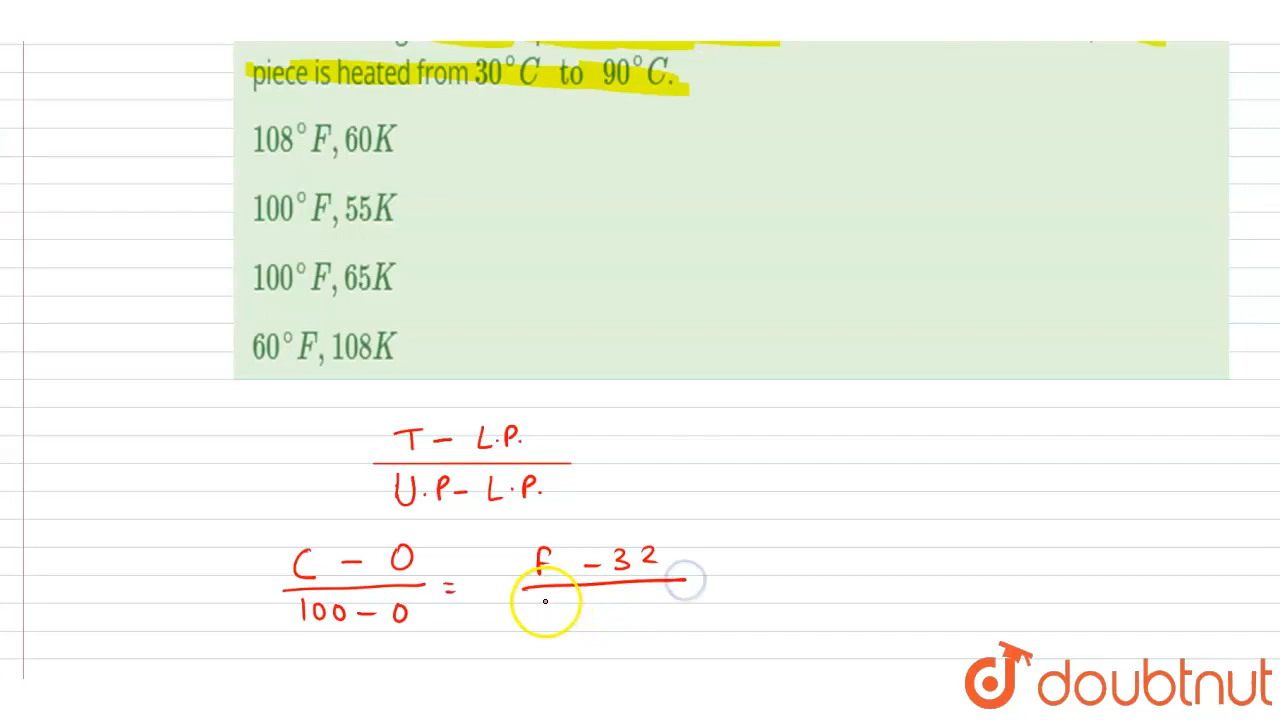 piece is heated from 30°C to 90°C.
108°F, 60K
100°F, 55K
100°F, 65K
60°F, 108K
T - L.P.
U.P - L.P.
C - 0 = F - 32
100 - 0
doubtnut